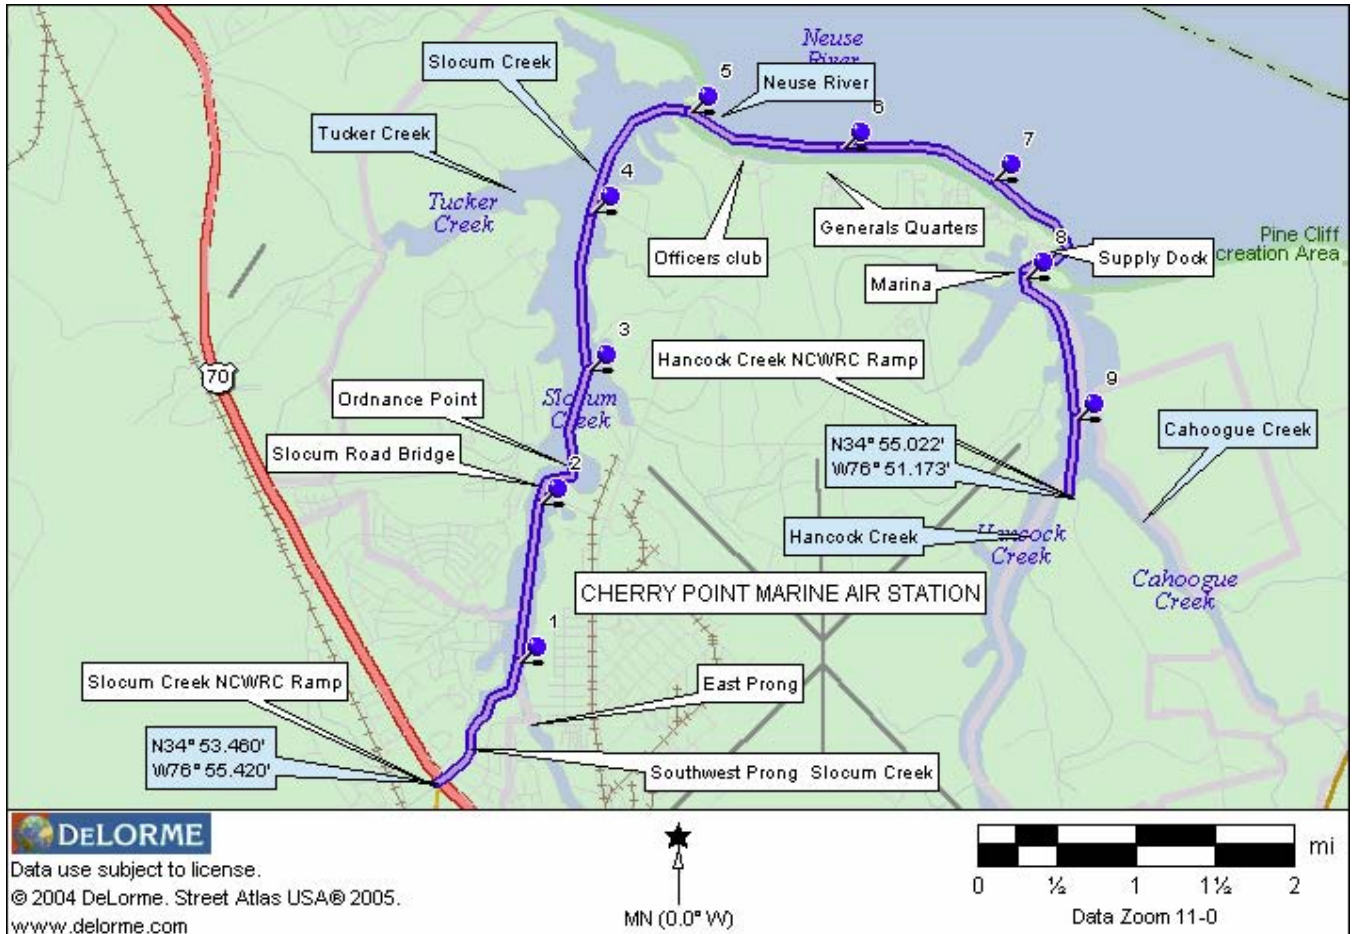 Neuse
River
Slocum Creek
5
Neuse River
6
Tucker Creek
7
4
Tucker
Creek
Generals Quarters
8
Officers club
Pine Cliff
creation Area
Supply Dock
Marina
3
Hancock Creek NCWRC Ramp
70
9
Ordnance Point
Slocum
Creek
Cahoogue Creek
N34° 55.022'
W76° 51.173'
Slocum Road Bridge
2
Hancock Creek
Hancock
Creek
Cahoogue
Creek
CHERRY POINT MARINE AIR STATION
1
Slocum Creek NCWRC Ramp
East Prong
N34° 53.460'
W76° 55.420'
Southwest Prong Slocum Creek
DELORME
Data use subject to license.
© 2004 DeLorme. Street Atlas USA® 2005.
www.delorme.com
MN (0.0° W)
mi
0 ½ 1 1½ 2
Data Zoom 11-0